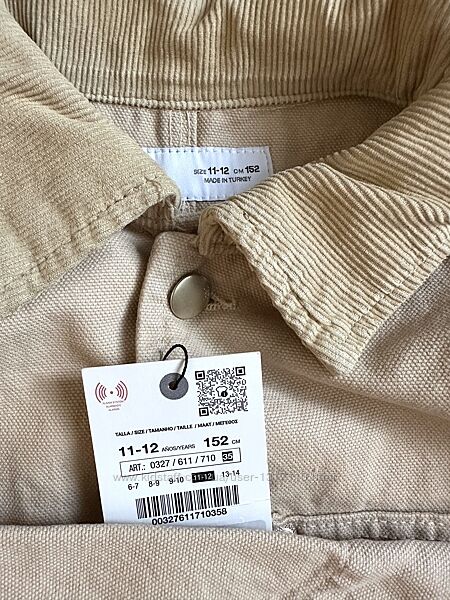 SIZE 11-12 CM 152
MADE IN TURKEY
TALLA / SIZE / TAMANHO / TAILLE / MAAT / ΜΕΓΕΘΟΣ
11-12 AÑOS/YEARS 152 CM
ART.: 0327 / 611 / 710 35
6-7 8-9 9-10 11-12 13-14
00327611710358